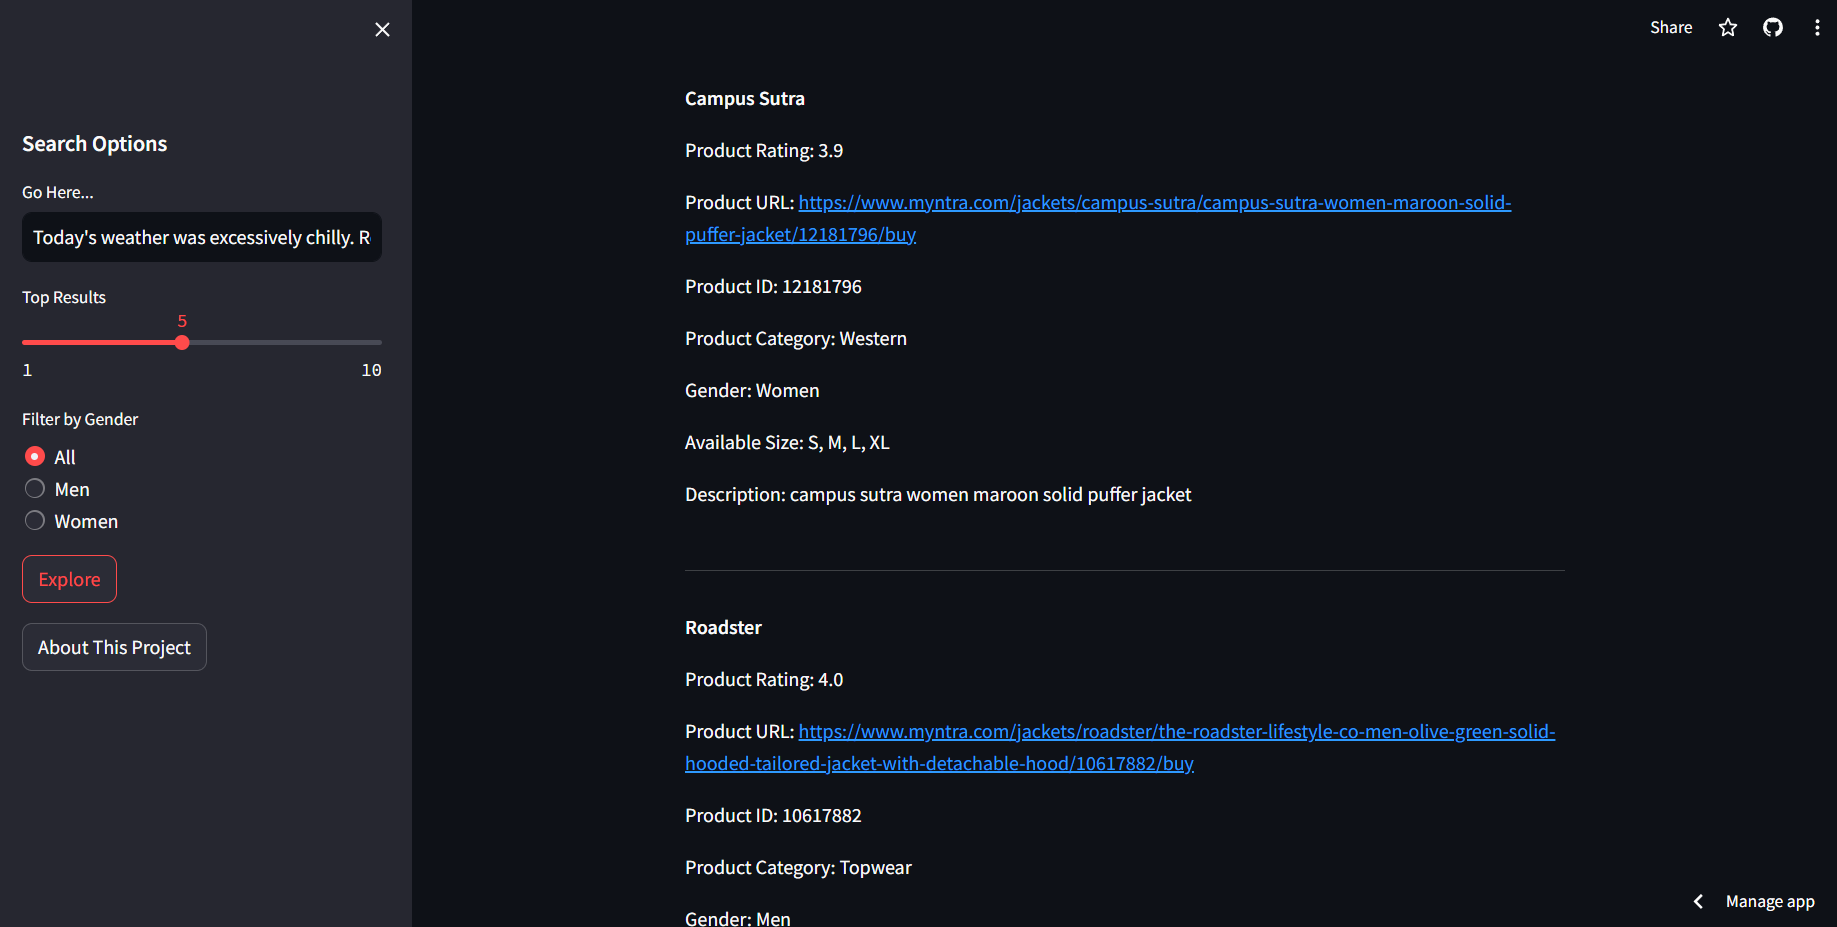 Search Options
Go Here...
Today's weather was excessively chilly. R
Top Results
5
1 10
Filter by Gender
All
Men
Women
Explore
About This Project
Share
Campus Sutra
Product Rating: 3.9
Product URL: https://www.myntra.com/jackets/campus-sutra/campus-sutra-women-maroon-solid-
puffer-jacket/12181796/buy
Product ID: 12181796
Product Category: Western
Gender: Women
Available Size: S, M, L, XL
Description: campus sutra women maroon solid puffer jacket
Roadster
Product Rating: 4.0
Product URL: https://www.myntra.com/jackets/roadster/the-roadster-lifestyle-co-men-olive-green-solid-
hooded-tailored-jacket-with-detachable-hood/10617882/buy
Product ID: 10617882
Product Category: Topwear
Gender: Men
Manage app